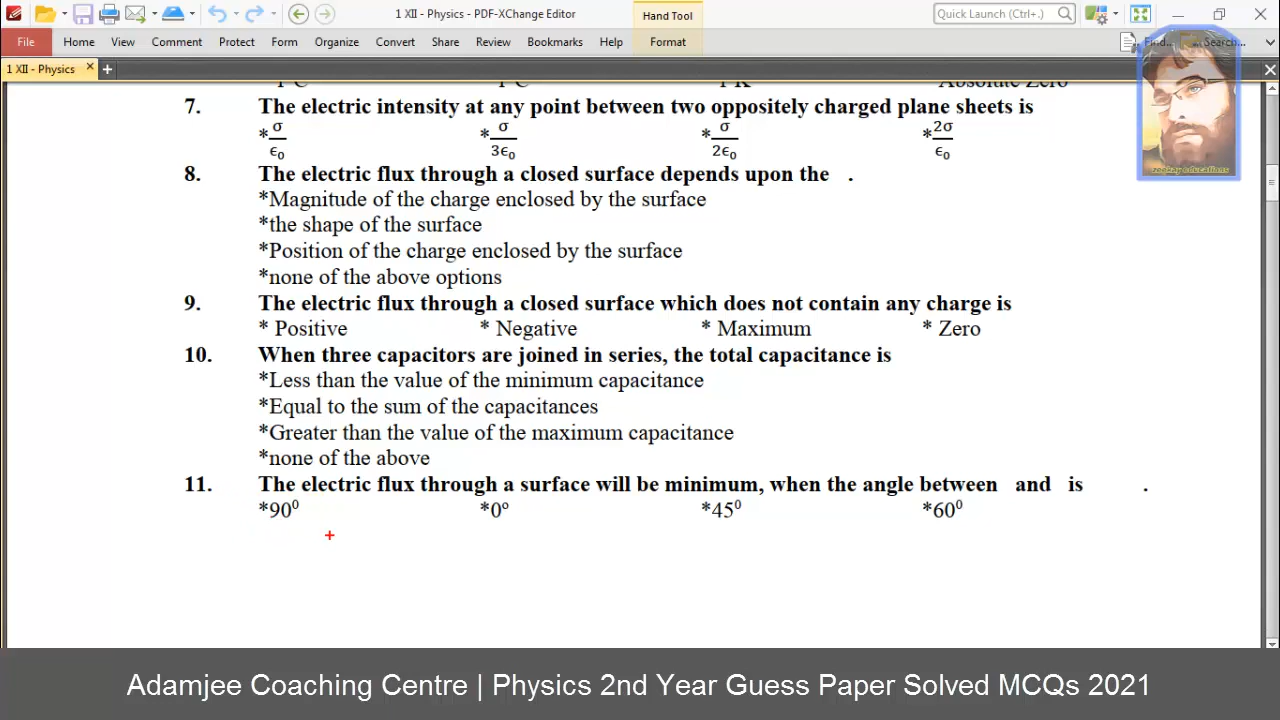 1 XII - Physics - PDF-XChange Editor
Hand Tool
Quick Launch (Ctrl+.)
File Home View Comment Protect Form Organize Convert Share Review Bookmarks Help Format Find... Search...
1 XII - Physics
Absolute Zero
7. The electric intensity at any point between two oppositely charged plane sheets is
*σ/ϵ₀ *σ/3ϵ₀ *σ/2ϵ₀ *2σ/ϵ₀
8. The electric flux through a closed surface depends upon the .
*Magnitude of the charge enclosed by the surface
*the shape of the surface
*Position of the charge enclosed by the surface
*none of the above options
9. The electric flux through a closed surface which does not contain any charge is
* Positive * Negative * Maximum * Zero
10. When three capacitors are joined in series, the total capacitance is
*Less than the value of the minimum capacitance
*Equal to the sum of the capacitances
*Greater than the value of the maximum capacitance
*none of the above
11. The electric flux through a surface will be minimum, when the angle between and is .
*90⁰ *0º *45⁰ *60⁰
Adamjee Coaching Centre | Physics 2nd Year Guess Paper Solved MCQs 2021